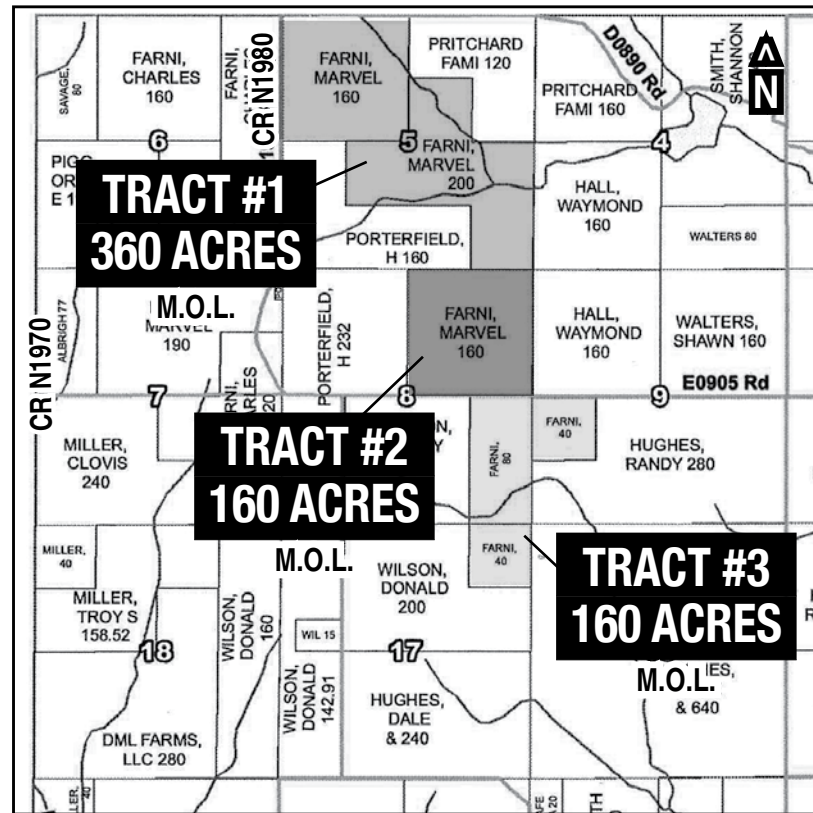 SAVAGE,
80
FARNI,
CHARLES
160
FARNI,
CR N1980
FARNI,
MARVEL
160
PRITCHARD
FAMI 120
D0890 Rd
PRITCHARD
FAMI 160
SMITH,
SHANNON
N
6
5
4
FARNI,
MARVEL
200
TRACT #1
360 ACRES
M.O.L.
HALL,
WAYMOND
160
WALTERS 80
PORTERFIELD,
H 160
CR N1970
ALBRIGH 77
MARVEL
190
PORTERFIELD,
H 232
FARNI,
MARVEL
160
HALL,
WAYMOND
160
WALTERS,
SHAWN 160
E0905 Rd
7
8
9
MILLER,
CLOVIS
240
TRACT #2
160 ACRES
M.O.L.
FARNI,
80
FARNI,
40
HUGHES,
RANDY 280
MILLER,
40
FARNI,
40
TRACT #3
160 ACRES
M.O.L.
MILLER,
TROY S
158.52
WILSON,
DONALD
160
WIL 15
WILSON,
DONALD
200
18
17
WILSON,
DONALD
142.91
HUGHES,
DALE
& 240
& 640
DML FARMS,
LLC 280
40